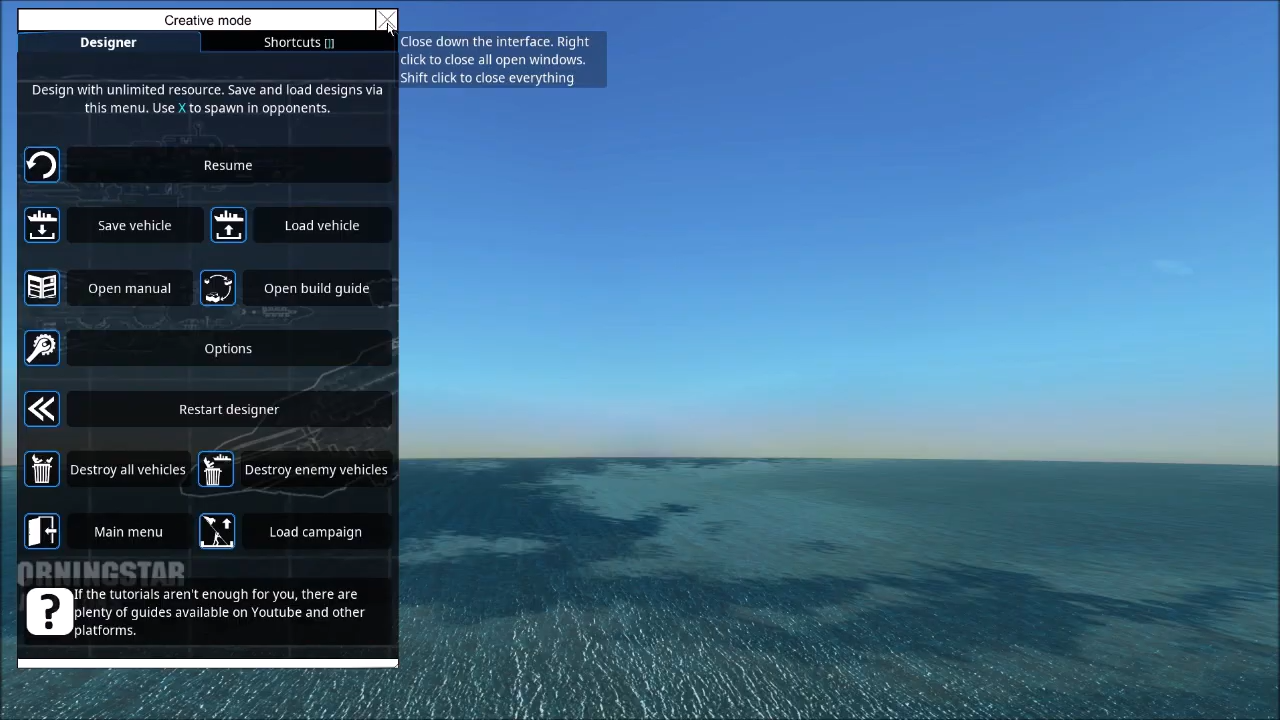 Creative mode
Designer
Shortcuts []]
Close down the interface. Right
click to close all open windows.
Shift click to close everything
Design with unlimited resource. Save and load designs via
this menu. Use X to spawn in opponents.
Resume
Save vehicle
Load vehicle
Open manual
Open build guide
Options
Restart designer
Destroy all vehicles
Destroy enemy vehicles
Main menu
Load campaign
ORNINGSTAR
?
If the tutorials aren't enough for you, there are
plenty of guides available on Youtube and other
platforms.